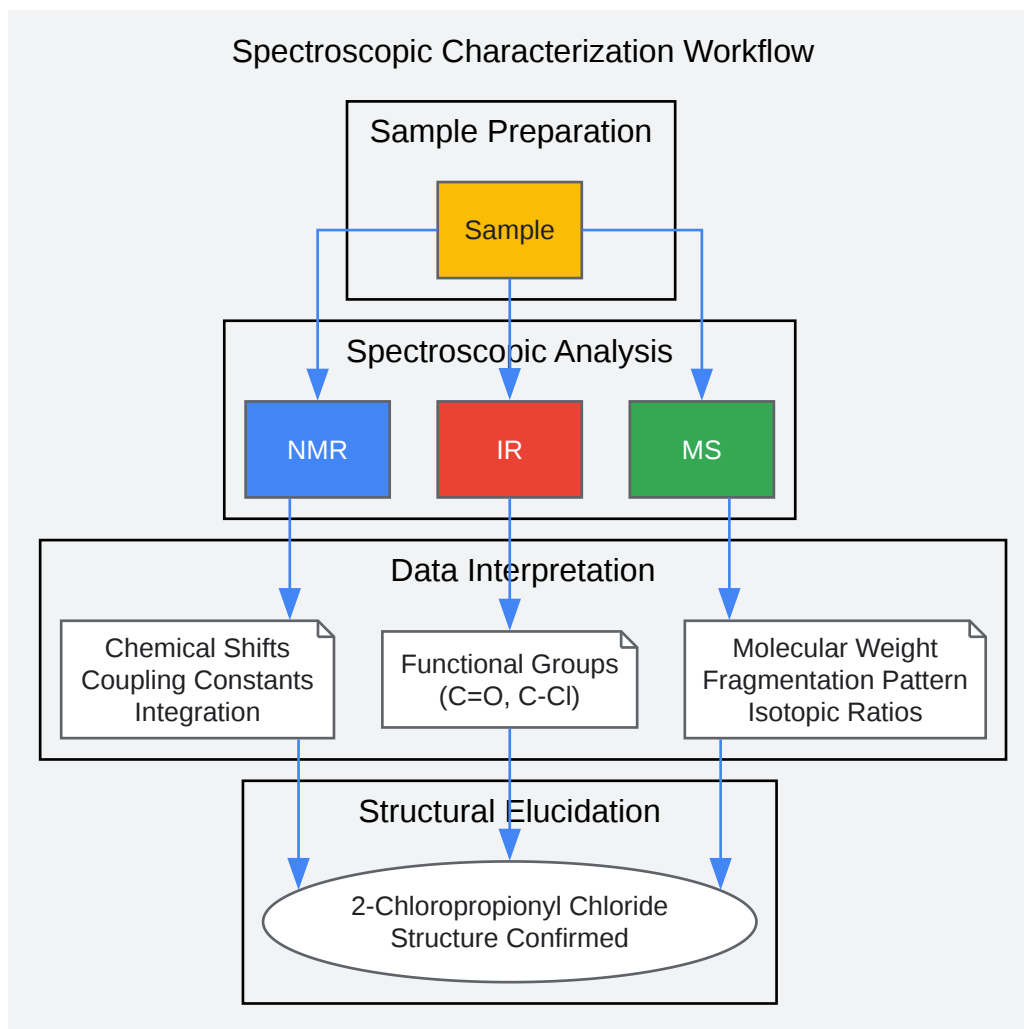 Spectroscopic Characterization Workflow
Sample Preparation
Sample
Spectroscopic Analysis
NMR
IR
MS
Data Interpretation
Chemical Shifts
Coupling Constants
Integration
Functional Groups
(C=O, C-Cl)
Molecular Weight
Fragmentation Pattern
Isotopic Ratios
Structural Elucidation
2-Chloropropionyl Chloride
Structure Confirmed